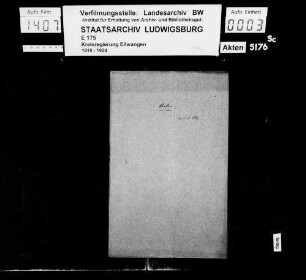 Aufn. Film
1407
Verfilmungsstelle: Landesarchiv BW
-Institut für Erhaltung von Archiv- und Bibliotheksgut-
STAATSARCHIV LUDWIGSBURG
E 175
Kreisregierung Ellwangen
1818 - 1924
Aufn. Einheit
0003
Sc
Akten 5176